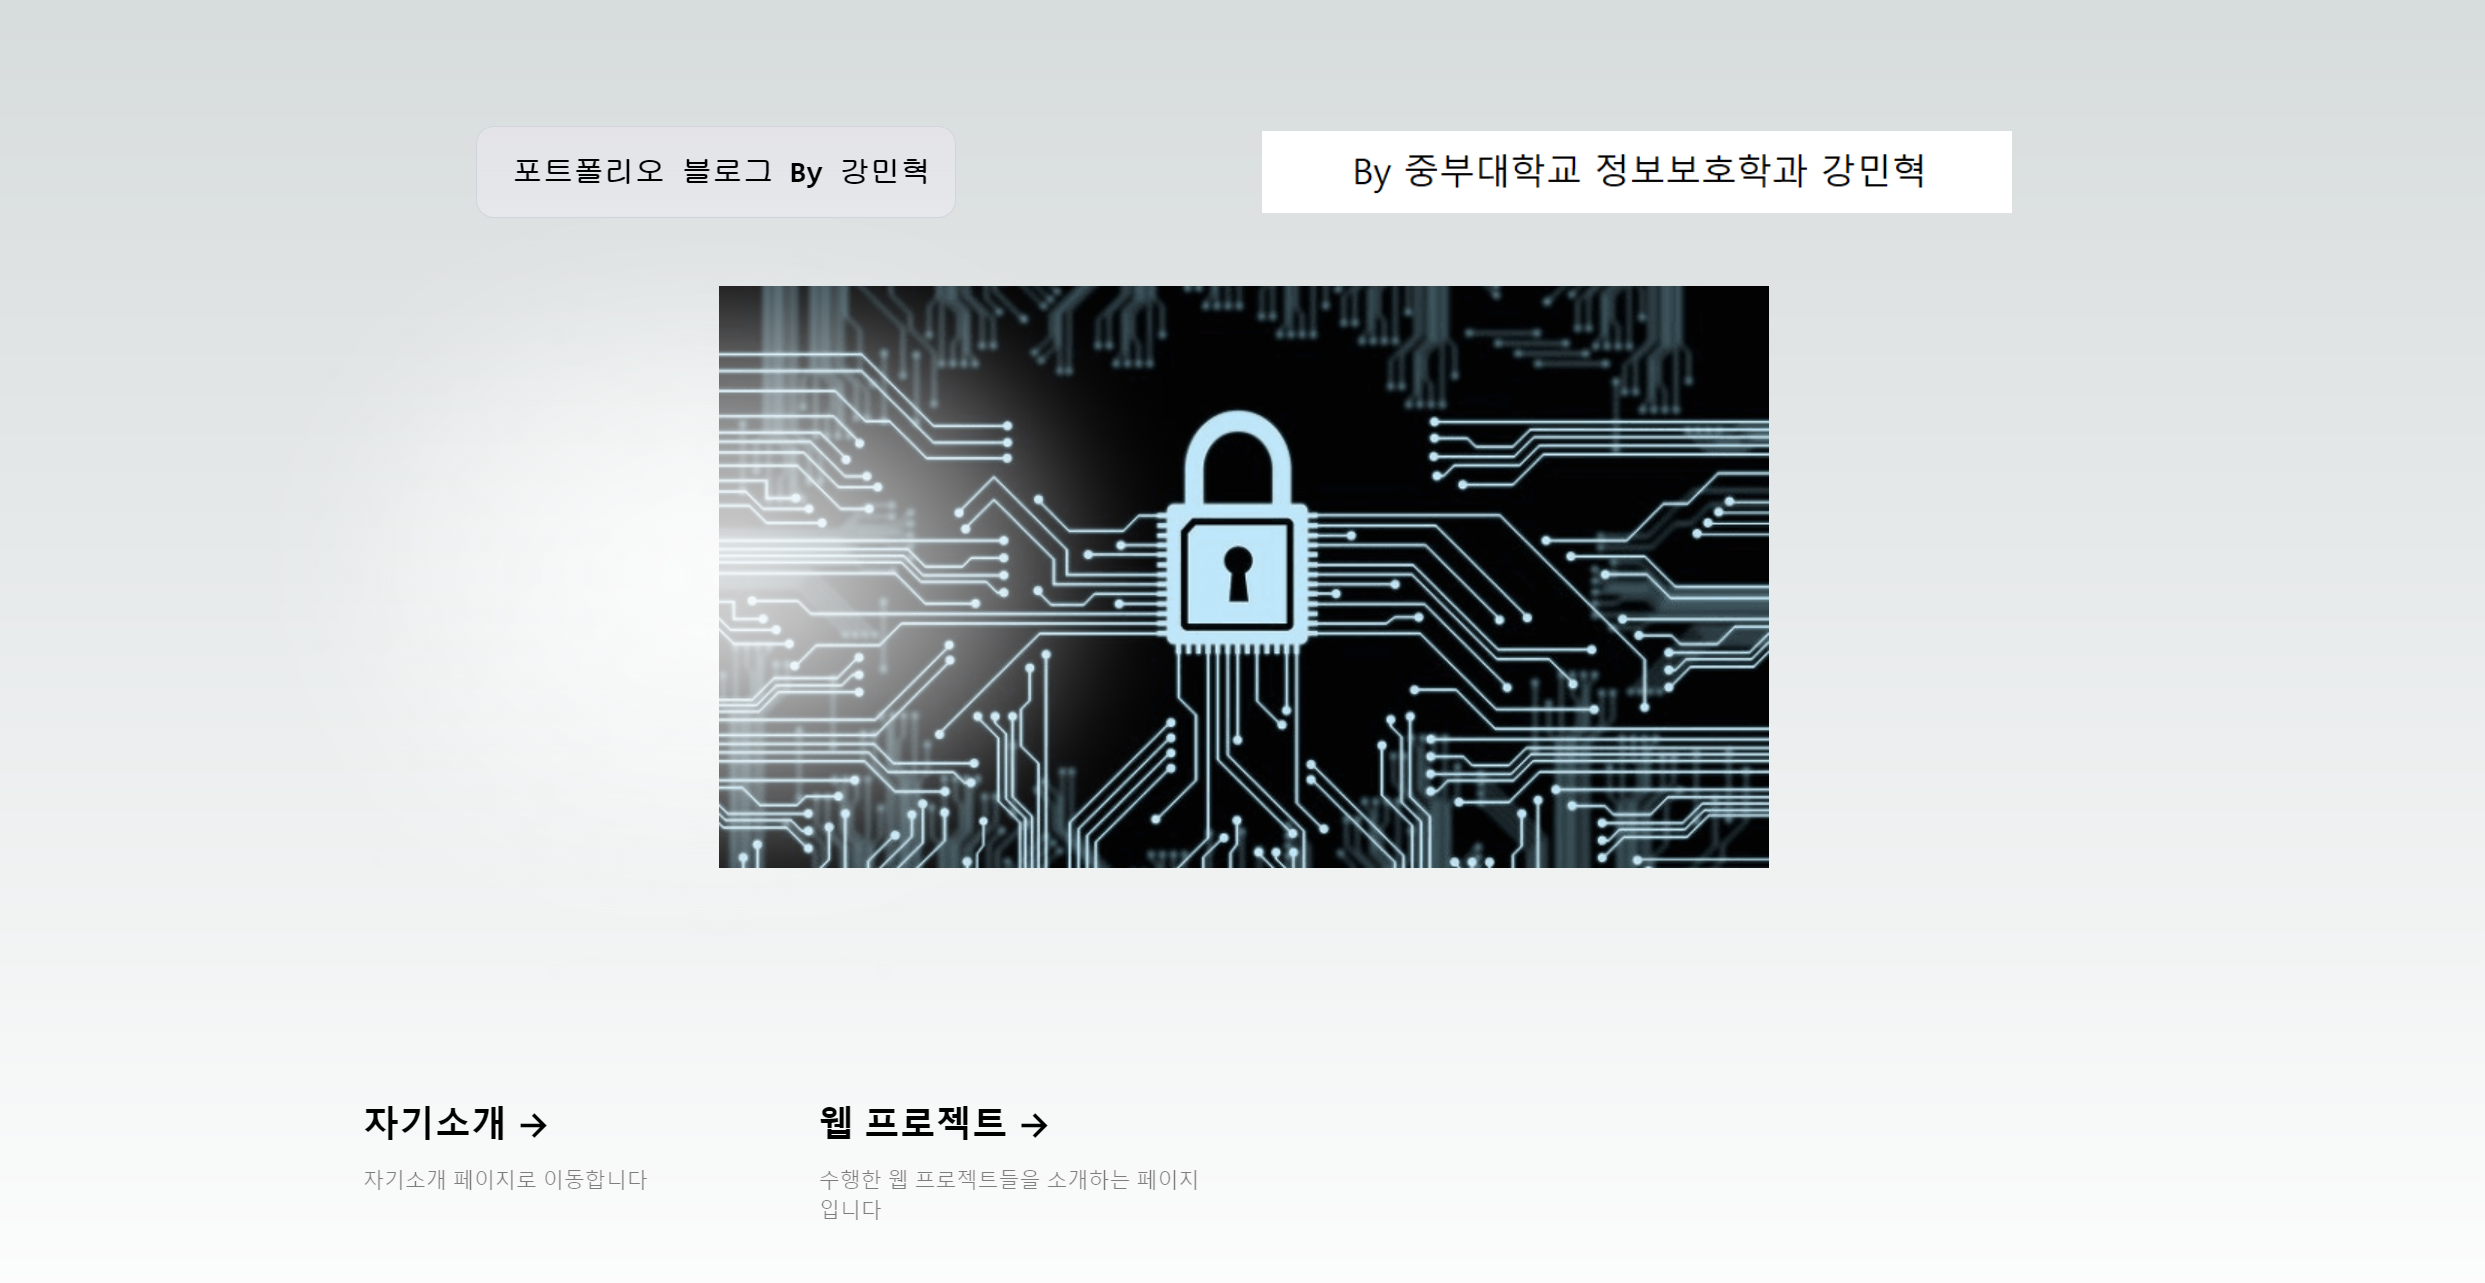 포트폴리오 블로그 By 강민혁
By 중부대학교 정보보호학과 강민혁
자기소개 →
자기소개 페이지로 이동합니다
웹 프로젝트 →
수행한 웹 프로젝트들을 소개하는 페이지
입니다